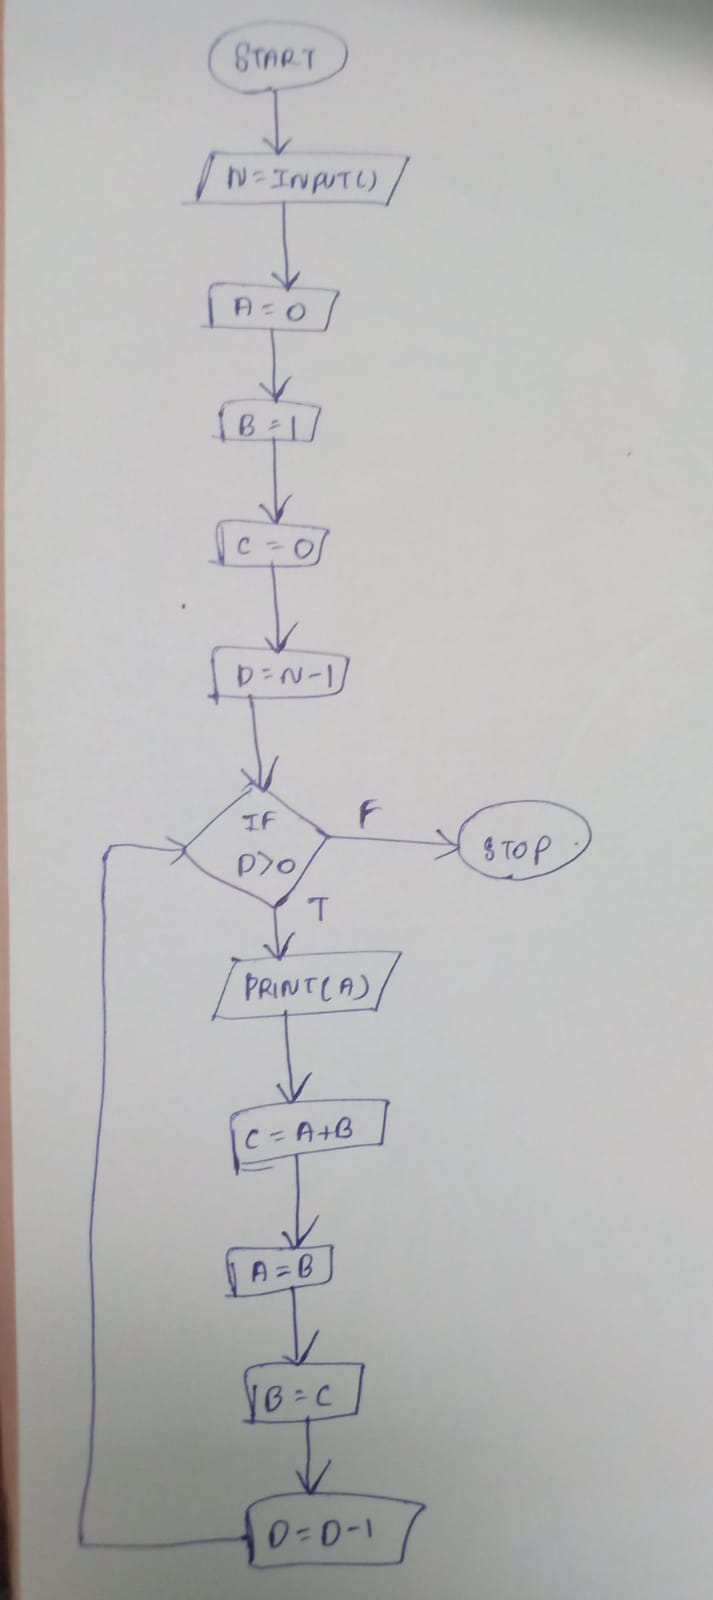 START
N=INPUT()
A=0
B=1
C=0
D=N-1
IF
D>0
F
STOP
T
PRINT(A)
C=A+B
A=B
B=C
D=D-1